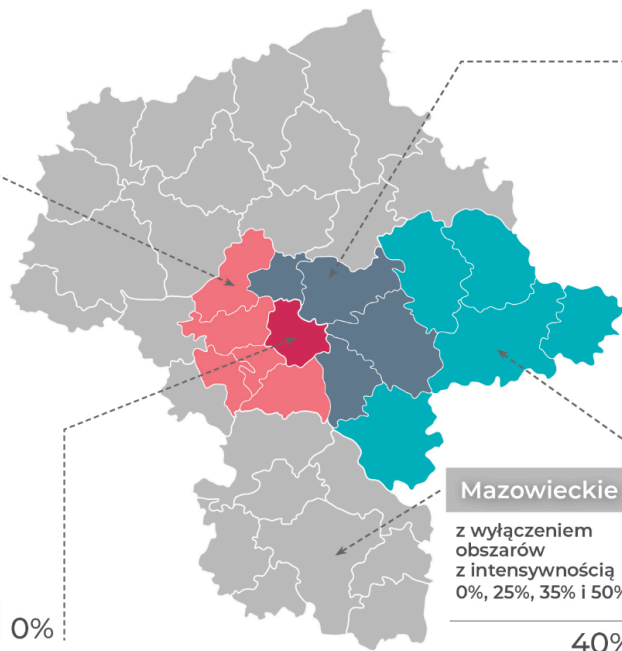 Mazowieckie
z wyłączeniem
obszarów
z intensywnością
0%, 25%, 35% i 50%
0%
40%